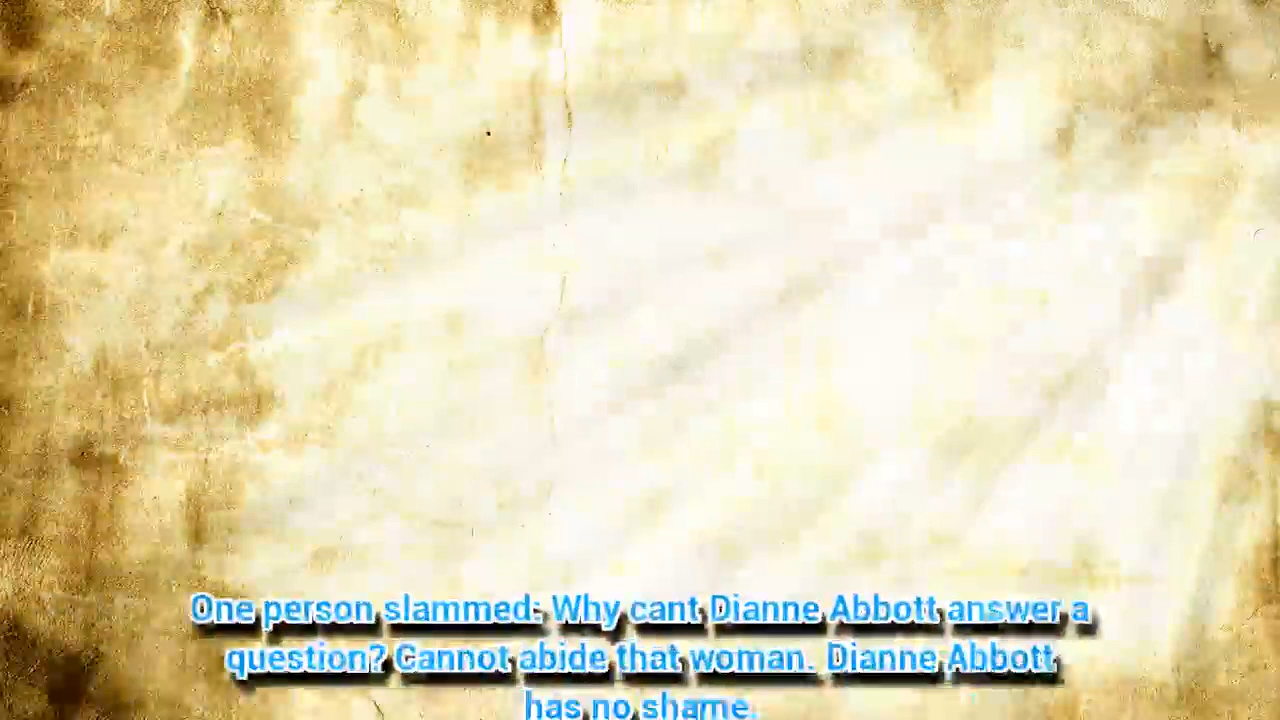 One person slammed: Why cant Dianne Abbott answer a
question? Cannot abide that woman. Dianne Abbott
has no shame.